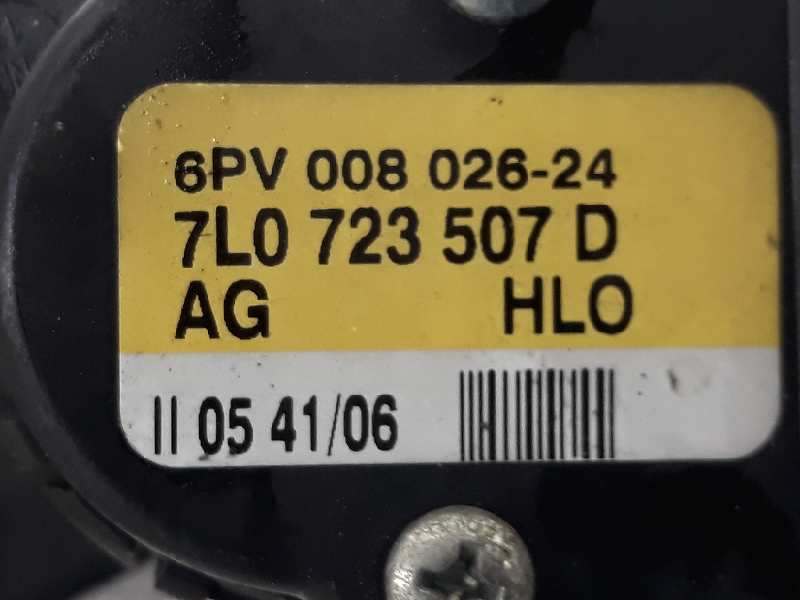 6PV 008 026-24
7L0 723 507 D
AG HLO
II 05 41/06